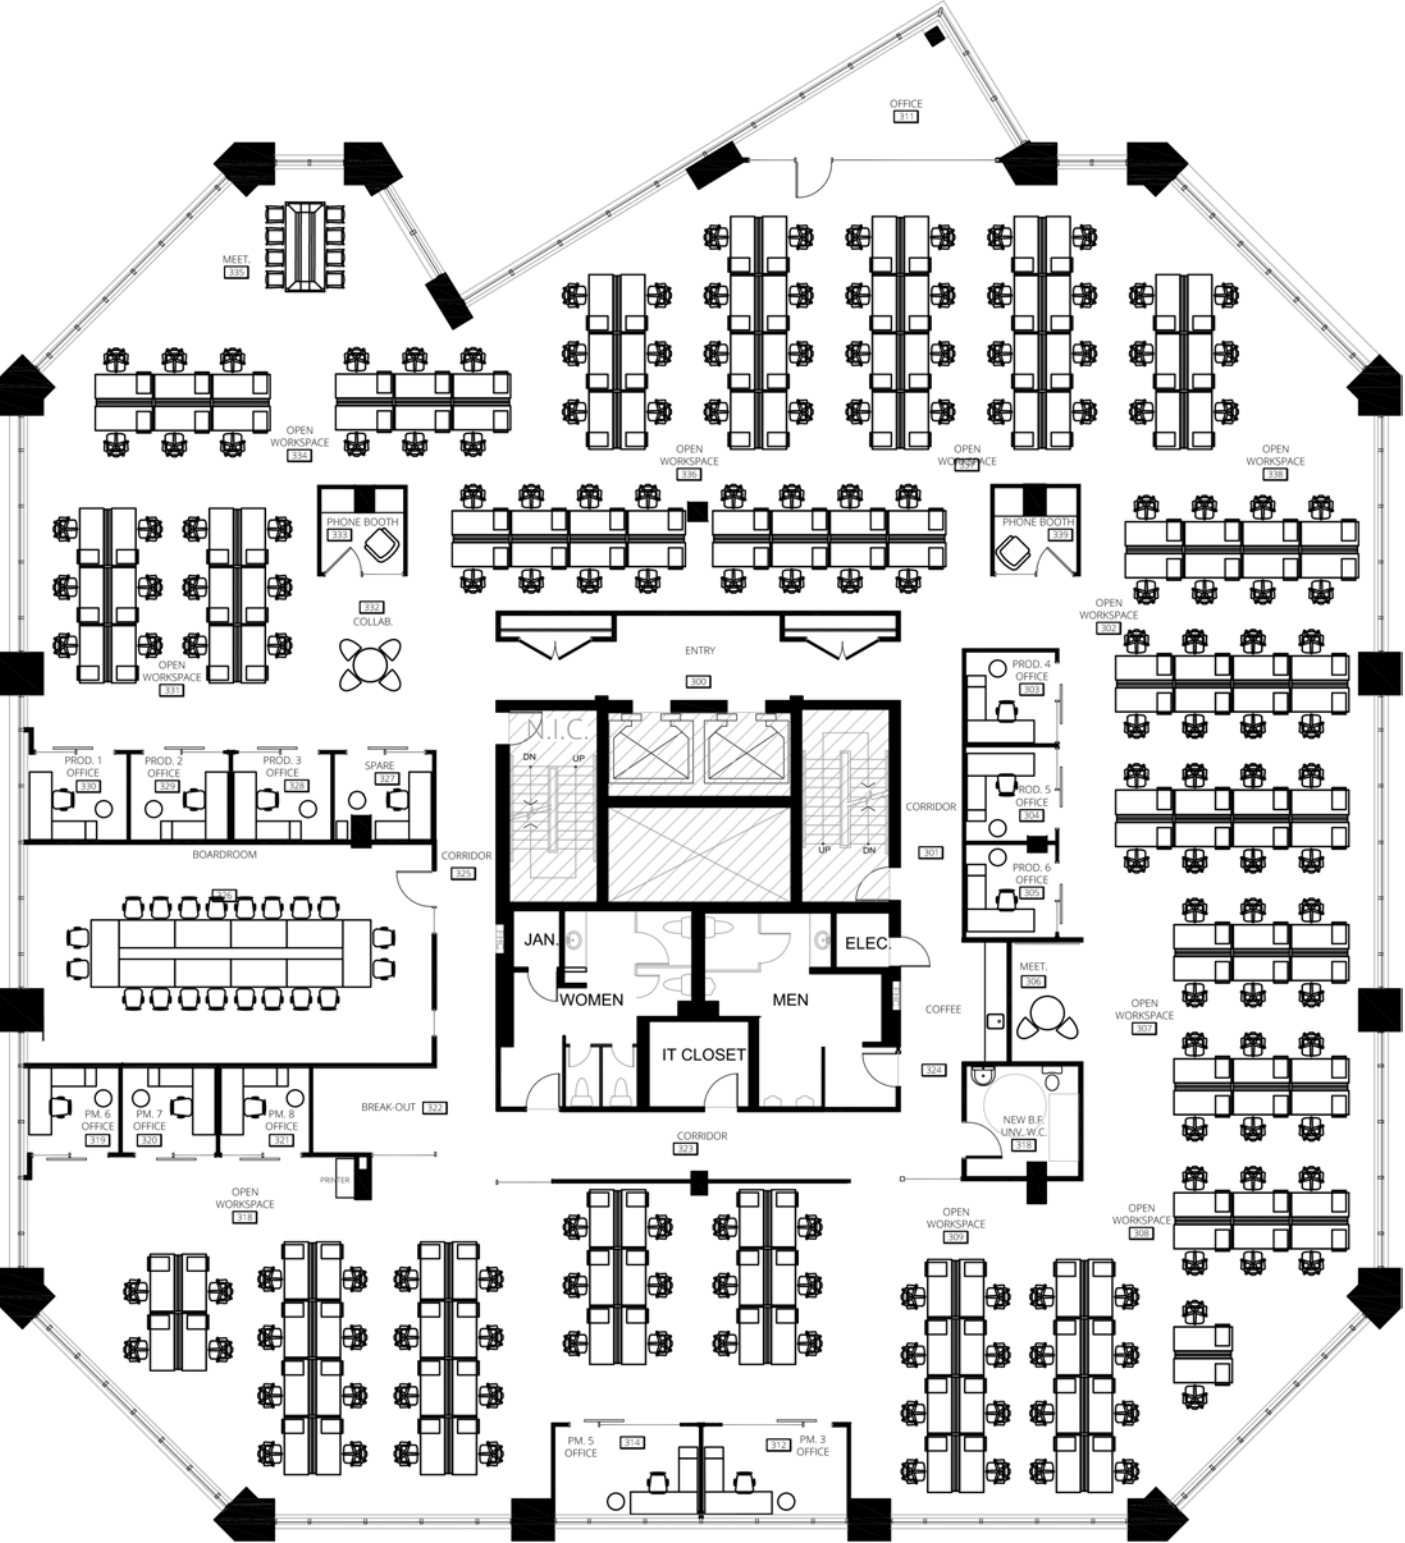 OFFICE
311
MEET.
335
OPEN
WORKSPACE
334
OPEN
WORKSPACE
336
OPEN
WORKSPACE
337
OPEN
WORKSPACE
338
PHONE BOOTH
333
PHONE BOOTH
339
332
COLLAB.
OPEN
WORKSPACE
302
ENTRY
300
OPEN
WORKSPACE
331
PROD. 4
OFFICE
303
N.I.C.
DN
UP
PROD. 1
OFFICE
330
PROD. 2
OFFICE
329
PROD. 3
OFFICE
328
SPARE
327
PROD. 5
OFFICE
304
CORRIDOR
301
UP
DN
BOARDROOM
326
CORRIDOR
325
PROD. 6
OFFICE
305
JAN.
ELEC.
WOMEN
MEN
MEET.
306
COFFEE
OPEN
WORKSPACE
307
IT CLOSET
324
PM. 6
OFFICE
319
PM. 7
OFFICE
320
PM. 8
OFFICE
321
BREAK-OUT
322
CORRIDOR
323
NEW B.F.
UNV. W.C.
318
PRINTER
OPEN
WORKSPACE
318
OPEN
WORKSPACE
309
OPEN
WORKSPACE
308
PM. 5
OFFICE
314
312
PM. 3
OFFICE